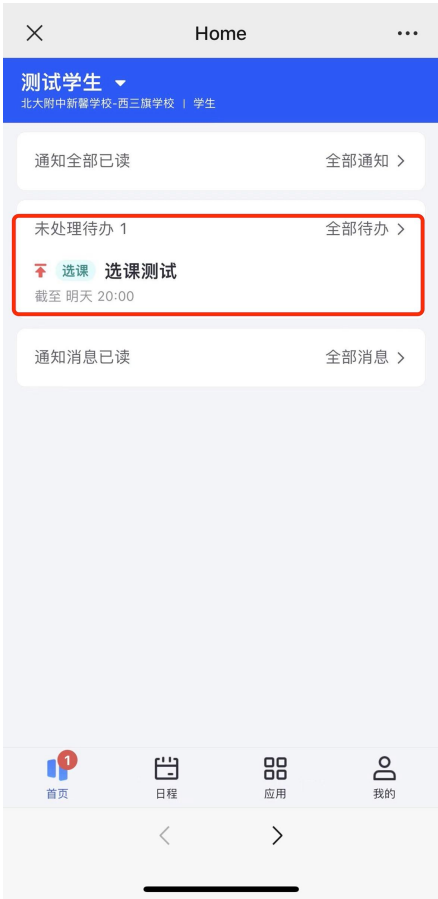 Home
测试学生
北大附中新馨学校-西三旗学校 | 学生
通知全部已读 全部通知
未处理待办 1 全部待办
选课 选课测试
截至 明天 20:00
通知消息已读 全部消息
1
首页 日程 应用 我的